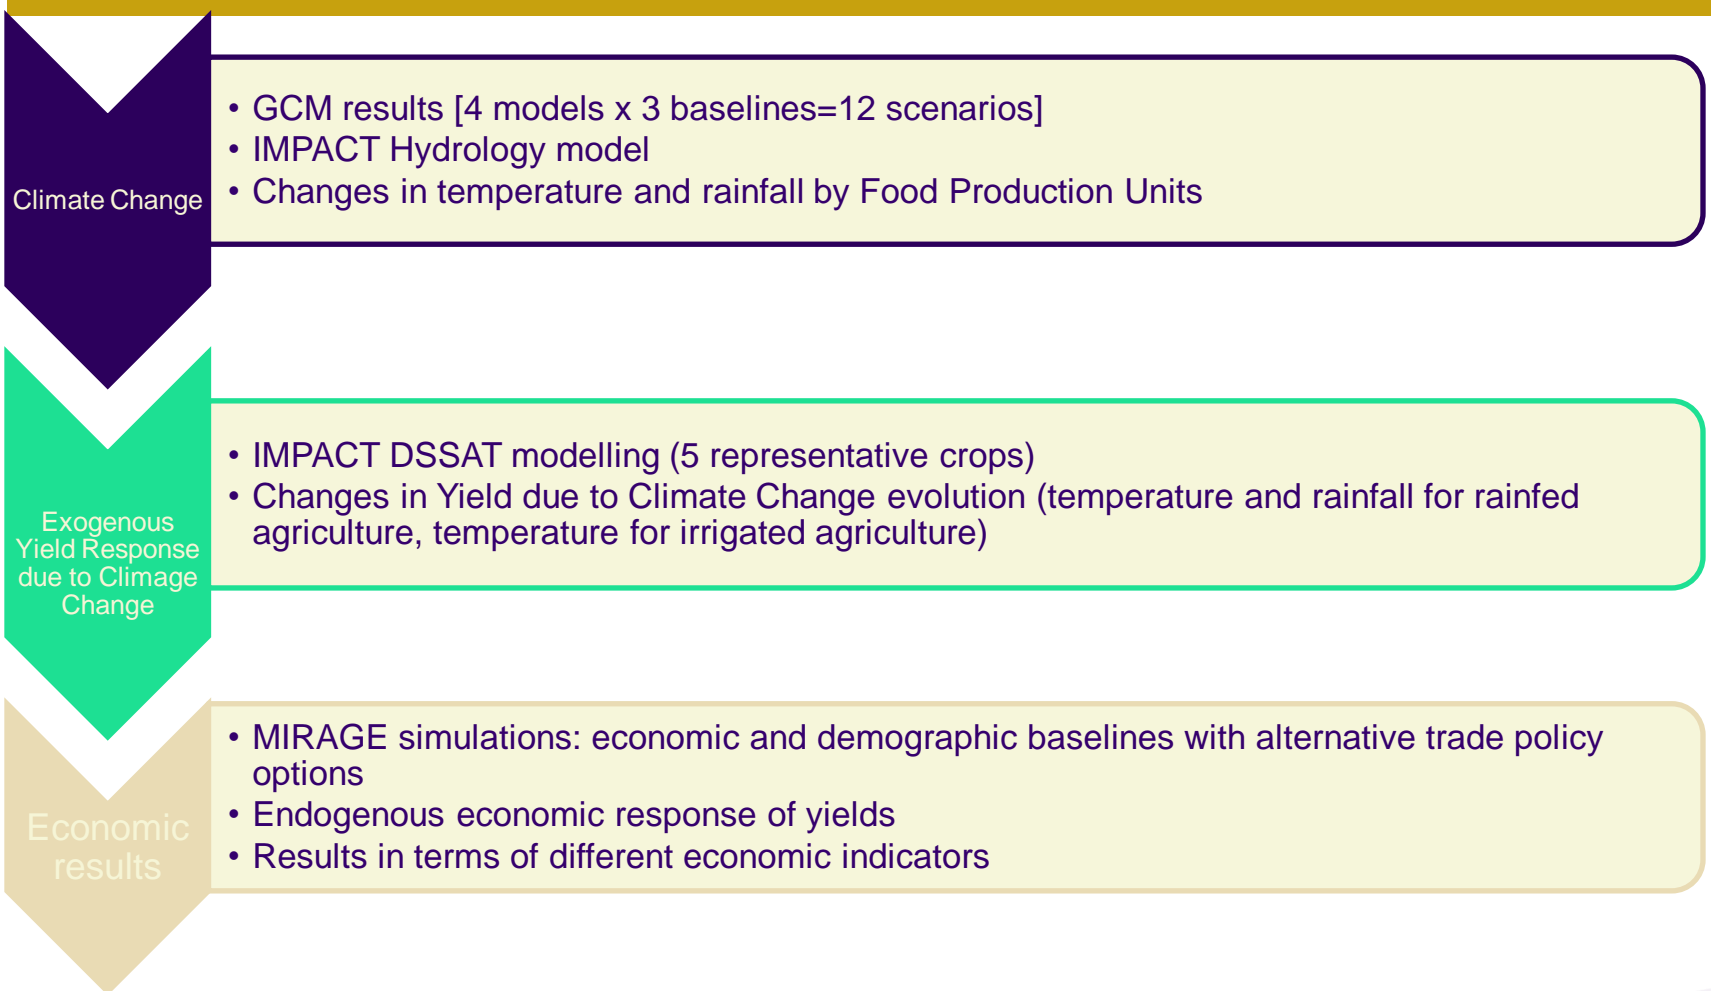 Climate Change
• GCM results [4 models x 3 baselines=12 scenarios]
• IMPACT Hydrology model
• Changes in temperature and rainfall by Food Production Units
Exogenous
Yield Response
due to Climage
Change
• IMPACT DSSAT modelling (5 representative crops)
• Changes in Yield due to Climate Change evolution (temperature and rainfall for rainfed
agriculture, temperature for irrigated agriculture)
Economic
results
• MIRAGE simulations: economic and demographic baselines with alternative trade policy
options
• Endogenous economic response of yields
• Results in terms of different economic indicators